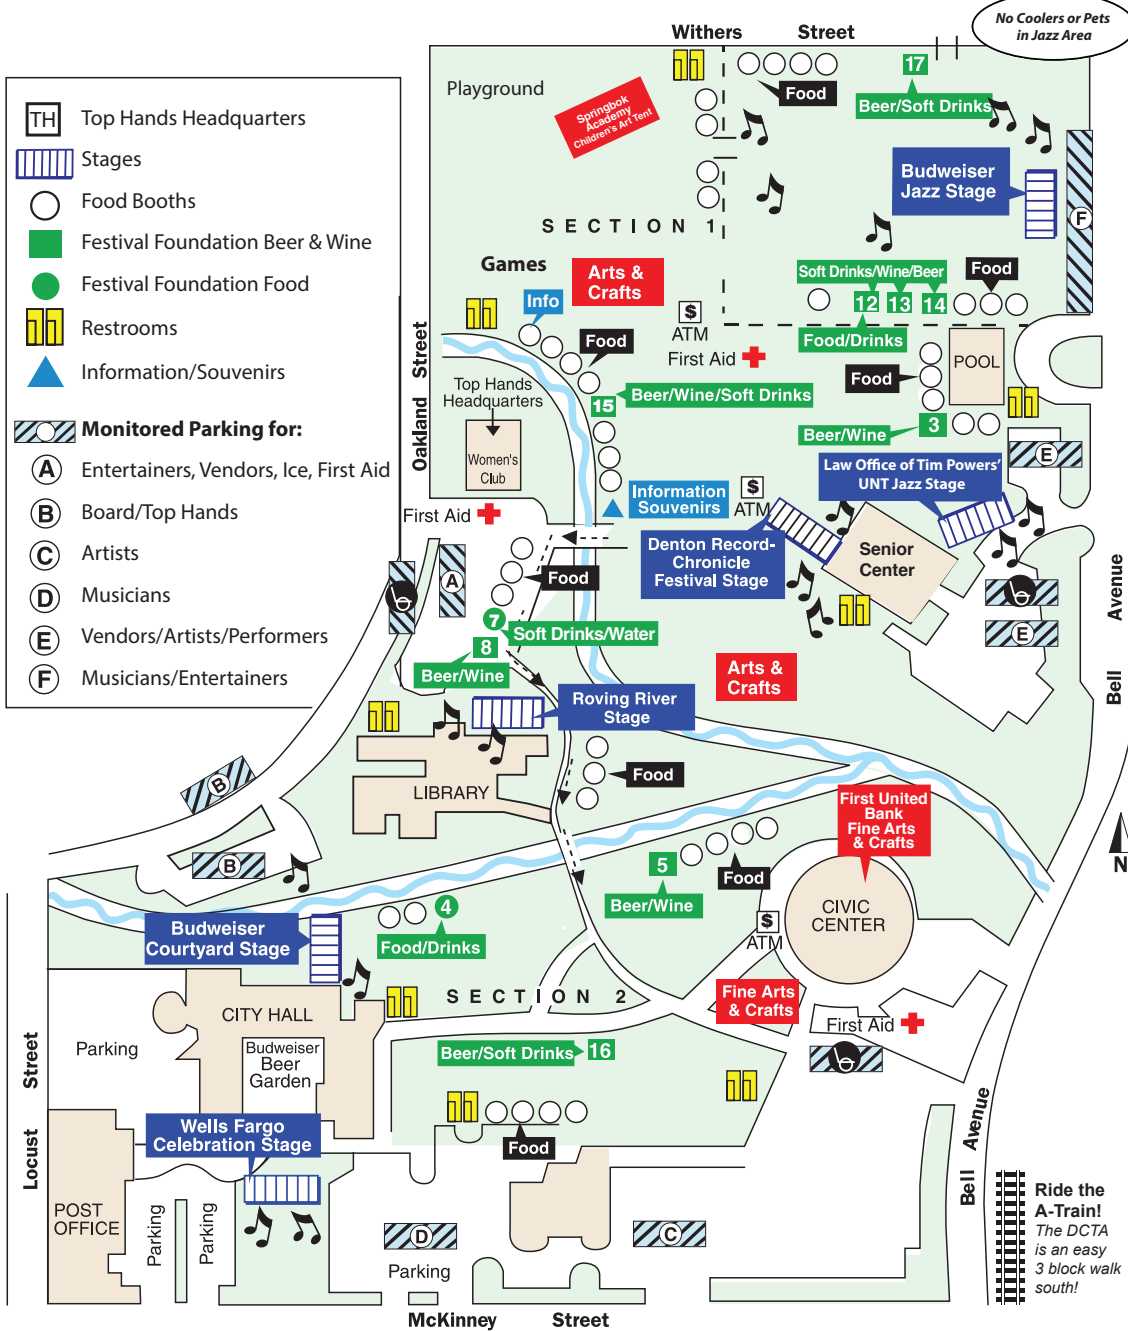 No Coolers or Pets
in Jazz Area
Withers Street
TH Top Hands Headquarters
Stages
Food Booths
Festival Foundation Beer & Wine
Festival Foundation Food
Restrooms
Information/Souvenirs
Monitored Parking for:
A Entertainers, Vendors, Ice, First Aid
B Board/Top Hands
C Artists
D Musicians
E Vendors/Artists/Performers
F Musicians/Entertainers
Playground
Springbok
Academy
Children's Art Tent
Food
17
Beer/Soft Drinks
Budweiser
Jazz Stage
F
SECTION 1
Games
Arts &
Crafts
Info
$
ATM
First Aid
Food
Soft Drinks/Wine/Beer
12
13
14
Food
Food/Drinks
POOL
Food
Oakland Street
Top Hands
Headquarters
Women's
Club
15
Beer/Wine/Soft Drinks
Beer/Wine
3
E
Law Office of Tim Powers'
UNT Jazz Stage
Information
Souvenirs
$
ATM
First Aid
Denton Record-
Chronicle
Festival Stage
Senior
Center
A
Food
7
Soft Drinks/Water
8
Beer/Wine
E
Bell Avenue
Arts &
Crafts
Roving River
Stage
LIBRARY
Food
B
B
First United
Bank
Fine Arts
& Crafts
N
5
Food
Beer/Wine
CIVIC
CENTER
$
ATM
4
Food/Drinks
Budweiser
Courtyard Stage
SECTION 2
Fine Arts
& Crafts
First Aid
CITY HALL
Parking
Budweiser
Beer
Garden
Beer/Soft Drinks
16
Locust Street
Wells Fargo
Celebration Stage
Food
Bell Avenue
POST
OFFICE
Parking
Parking
D
Parking
C
Ride the
A-Train!
The DCTA
is an easy
3 block walk
south!
McKinney Street